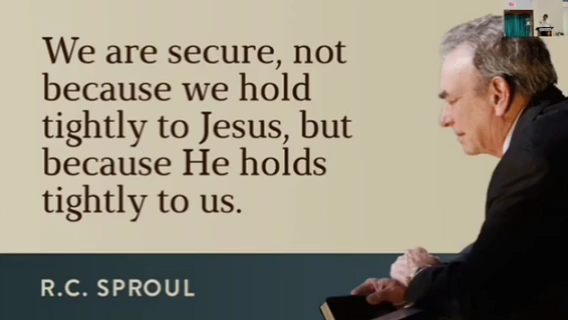 We are secure, not
because we hold
tightly to Jesus, but
because He holds
tightly to us.
R.C. SPROUL